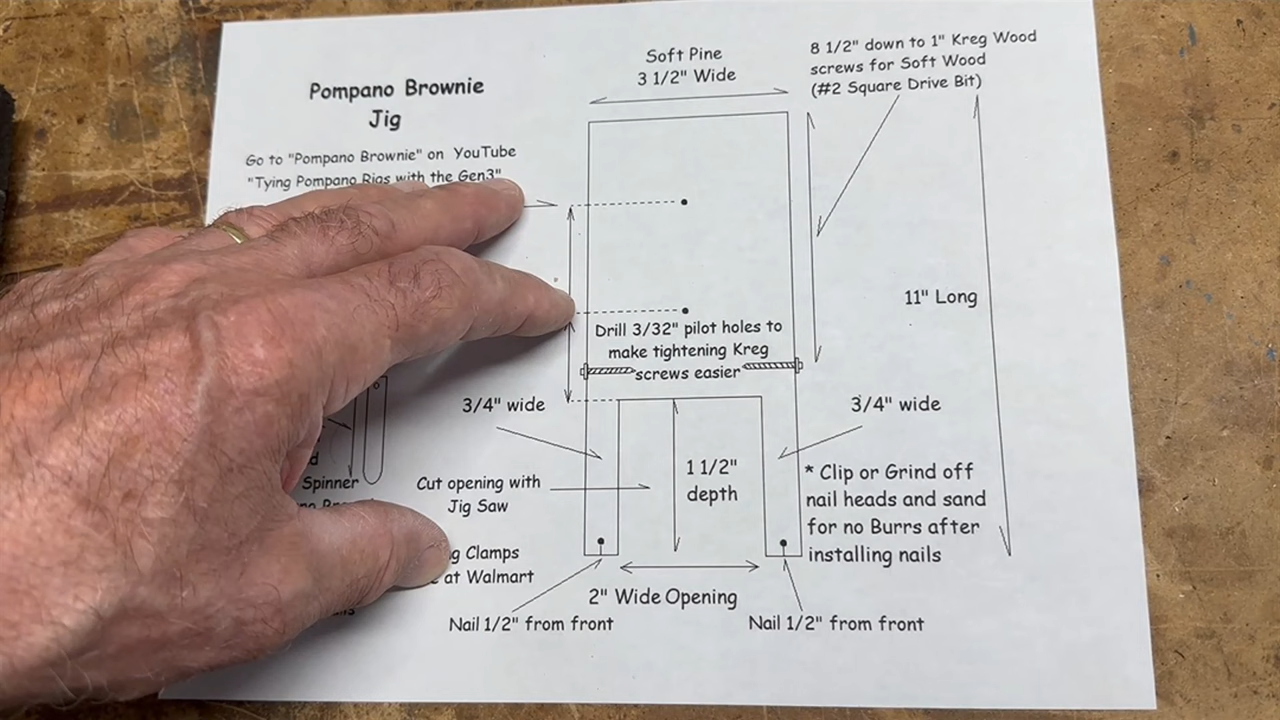 Pompano Brownie
Jig
Go to "Pompano Brownie" on YouTube
"Tying Pompano Rigs with the Gen3"
Soft Pine
3 1/2" Wide
8 1/2" down to 1" Kreg Wood
screws for Soft Wood
(#2 Square Drive Bit)
11" Long
Drill 3/32" pilot holes to
make tightening Kreg
screws easier
3/4" wide
3/4" wide
Spinner
Cut opening with
Jig Saw
1 1/2"
depth
* Clip or Grind off
nail heads and sand
for no Burrs after
installing nails
Clamps
at Walmart
2" Wide Opening
Nail 1/2" from front
Nail 1/2" from front